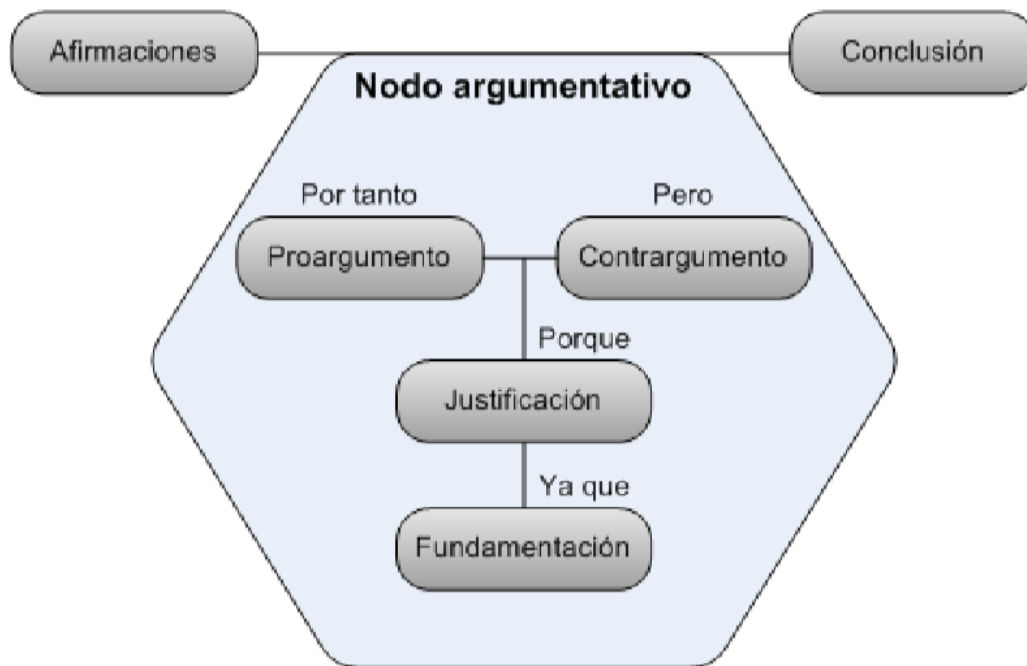 Afirmaciones
Conclusión
Nodo argumentativo
Por tanto
Pero
Proargumento
Contrargumento
Porque
Justificación
Ya que
Fundamentación